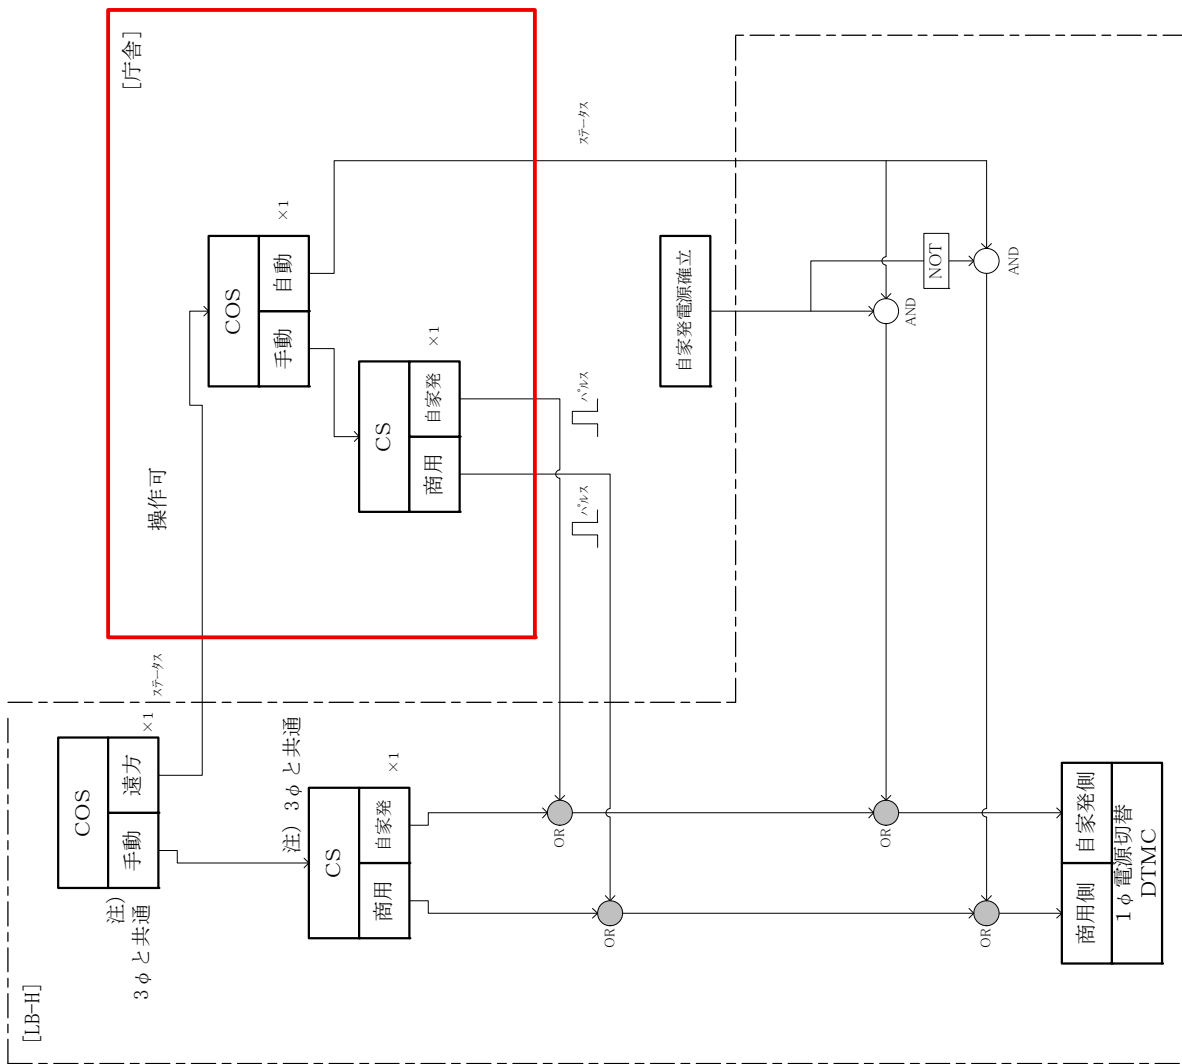 [庁舎]
ステータス
COS
手動
自動
×1
操作可
CS
商用
自家発
×1
パルス
パルス
自家発電源確立
NOT
AND
AND
[LB-H]
COS
手動
遠方
×1
ステータス
注)
3φと共通
注) 3φと共通
CS
商用
自家発
×1
OR
OR
OR
OR
商用側
自家発側
1φ電源切替
DTMC